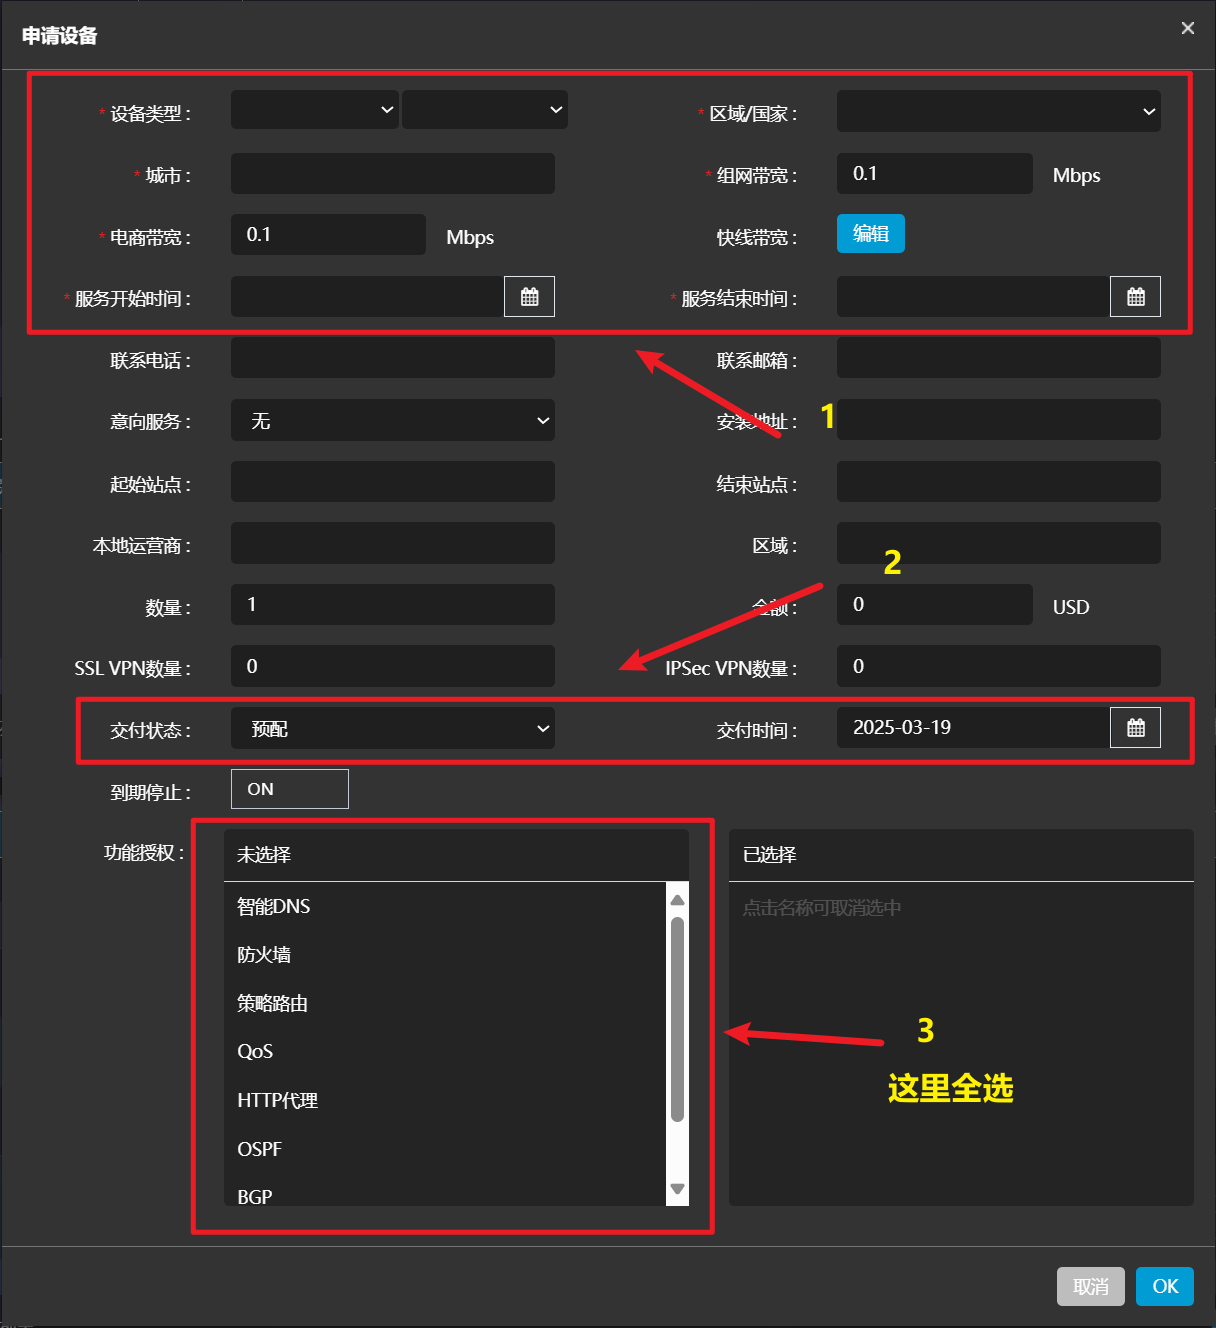 申请设备
* 设备类型 :
* 区域/国家 :
* 城市 :
* 组网带宽 : 0.1 Mbps
* 电商带宽 : 0.1 Mbps
快线带宽 : 编辑
* 服务开始时间 :
* 服务结束时间 :
联系电话 :
联系邮箱 :
意向服务 : 无
安装地址 :
1
起始站点 :
结束站点 :
本地运营商 :
区域 :
2
数量 : 1
金额 : 0 USD
SSL VPN数量 : 0
IPSec VPN数量 : 0
交付状态 : 预配
交付时间 : 2025-03-19
到期停止 : ON
功能授权 :
未选择
智能DNS
防火墙
策略路由
QoS
HTTP代理
OSPF
BGP
已选择
点击名称可取消选中
3
这里全选
取消
OK